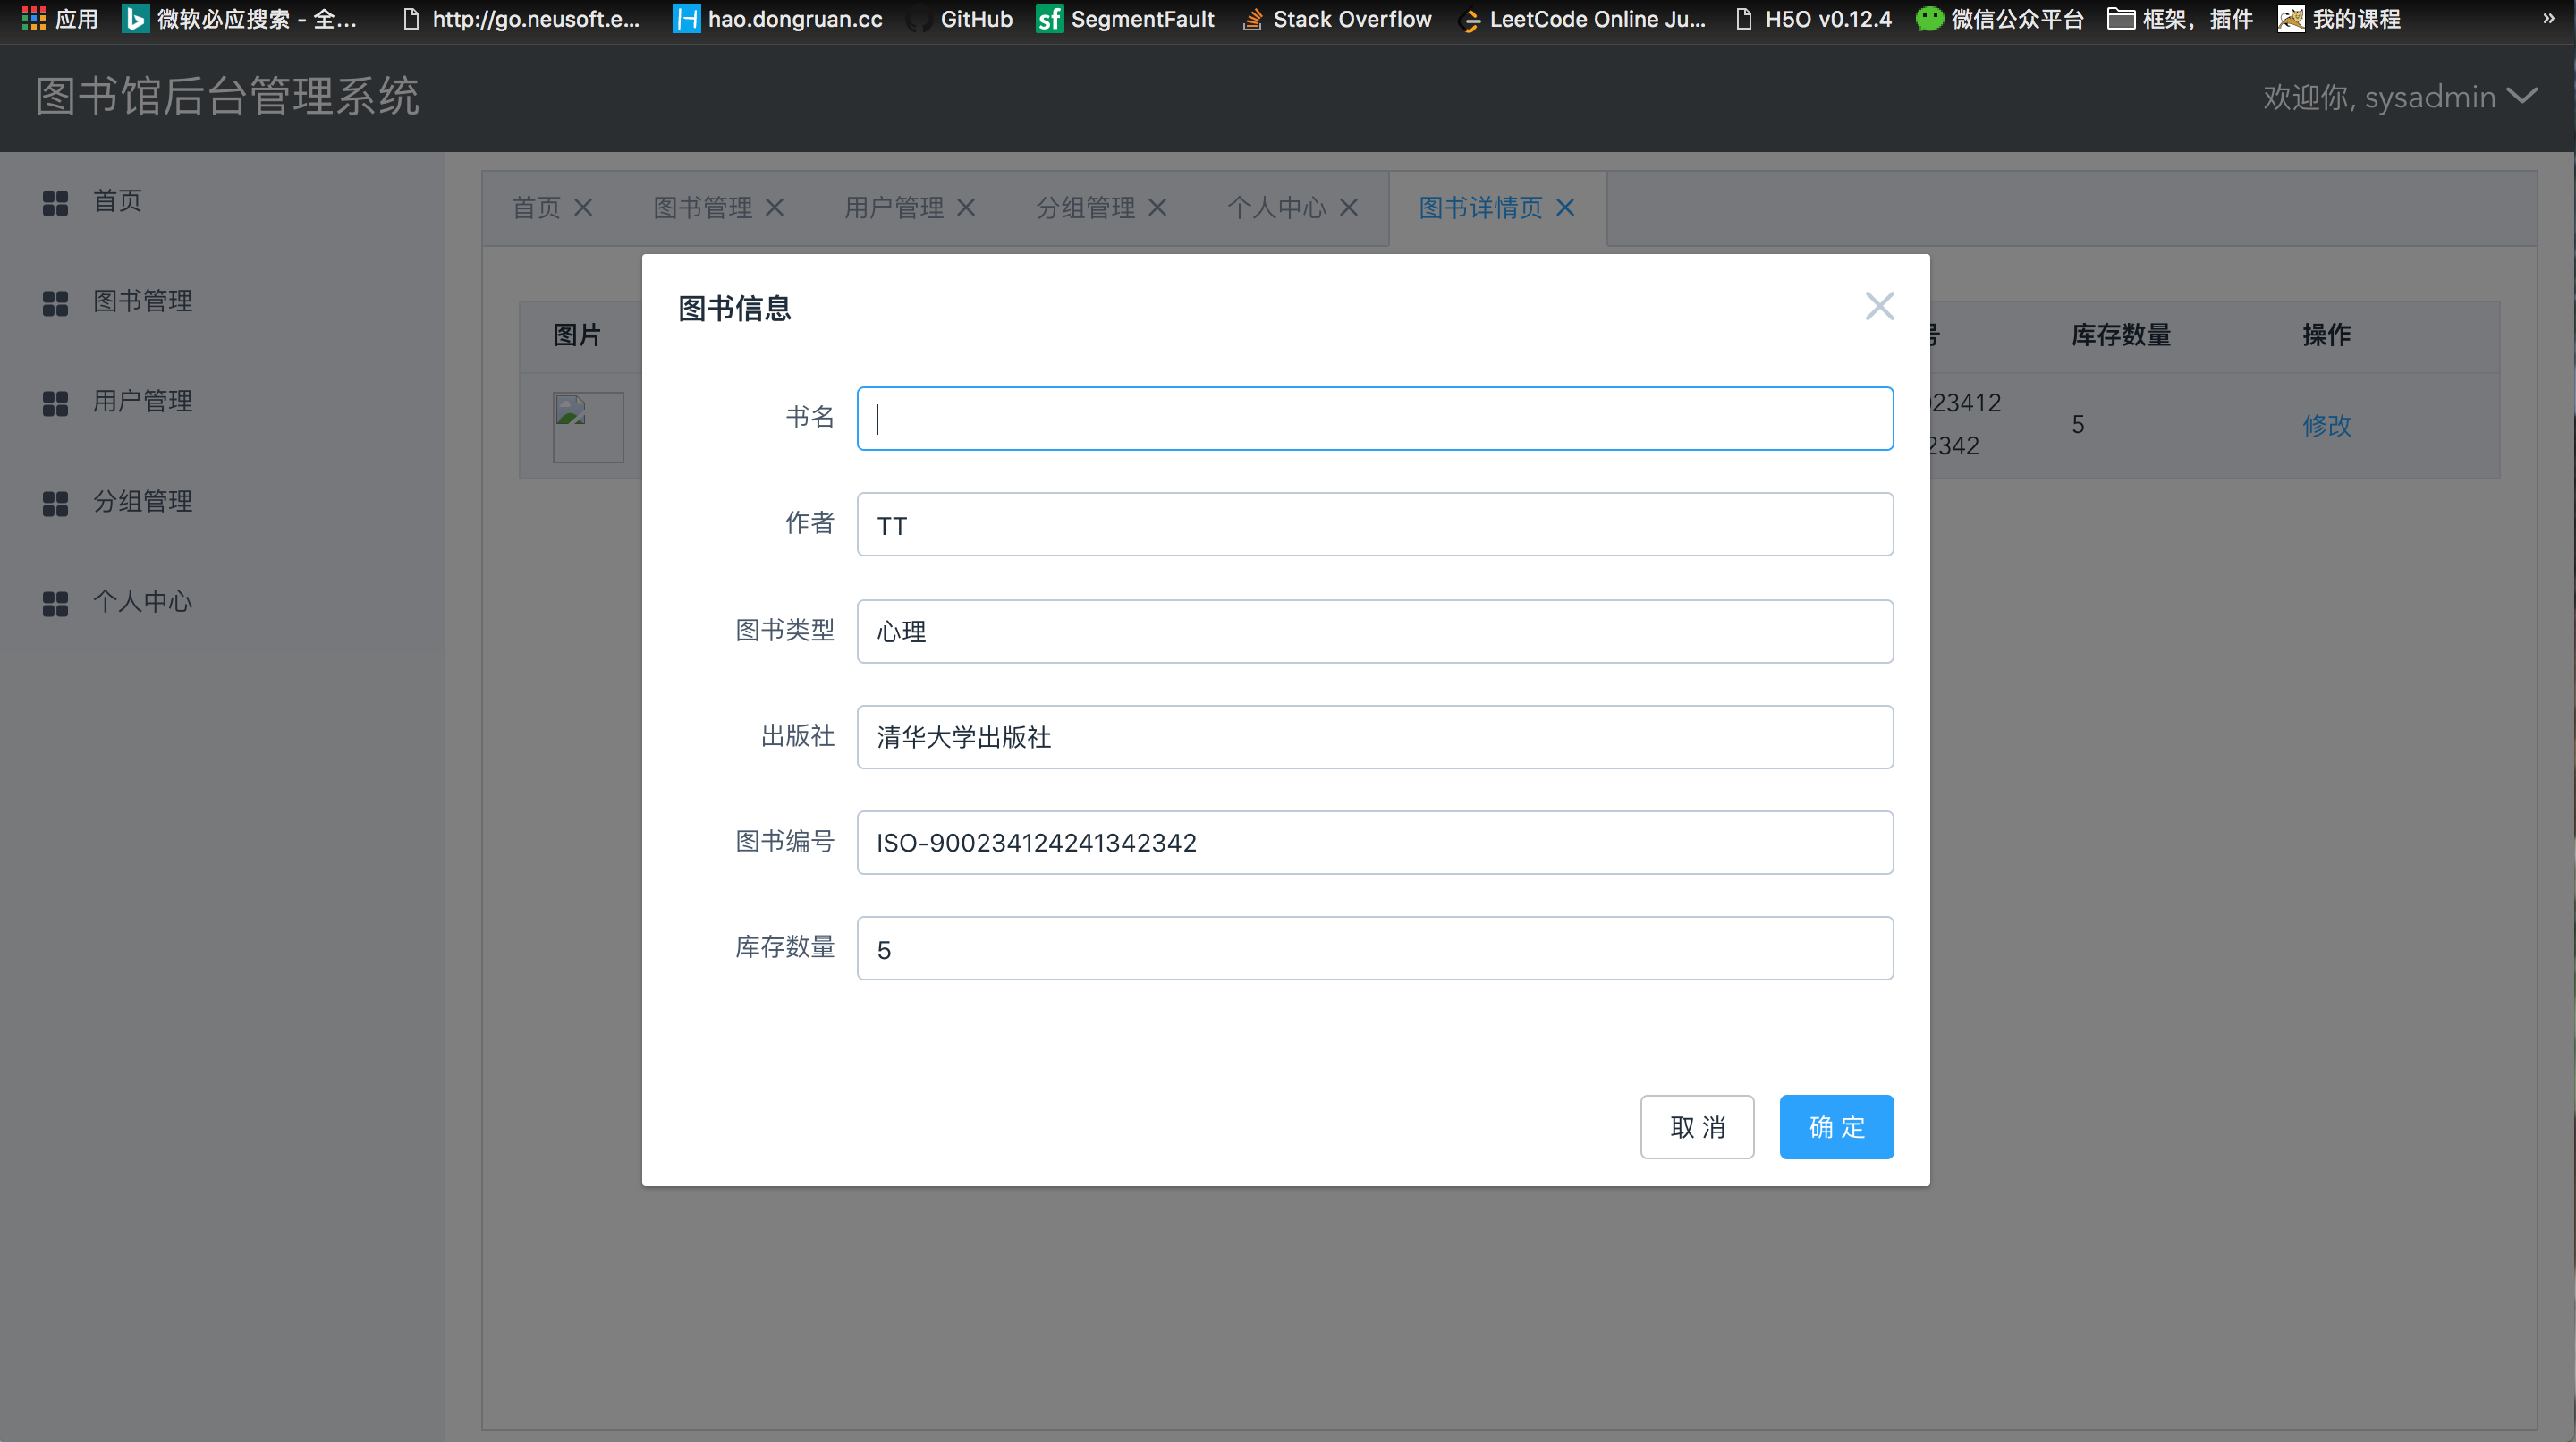 应用 微软必应搜索 - 全... http://go.neusoft.e... hao.dongruan.cc GitHub SegmentFault Stack Overflow LeetCode Online Ju... H5O v0.12.4 微信公众平台 框架，插件 我的课程 »
图书馆后台管理系统 欢迎你, sysadmin
首页
图书管理
用户管理
分组管理
个人中心
首页 图书管理 用户管理 分组管理 个人中心 图书详情页
图片 号 库存数量 操作
23412
2342 5 修改
图书信息
书名
作者 TT
图书类型 心理
出版社 清华大学出版社
图书编号 ISO-900234124241342342
库存数量 5
取 消 确 定